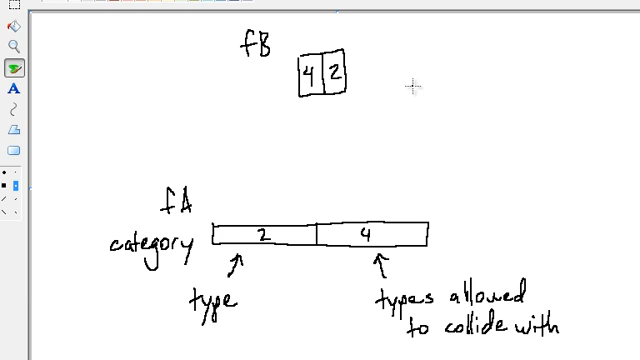 fB
4 2
fA
category 2 4
type types allowed
to collide with